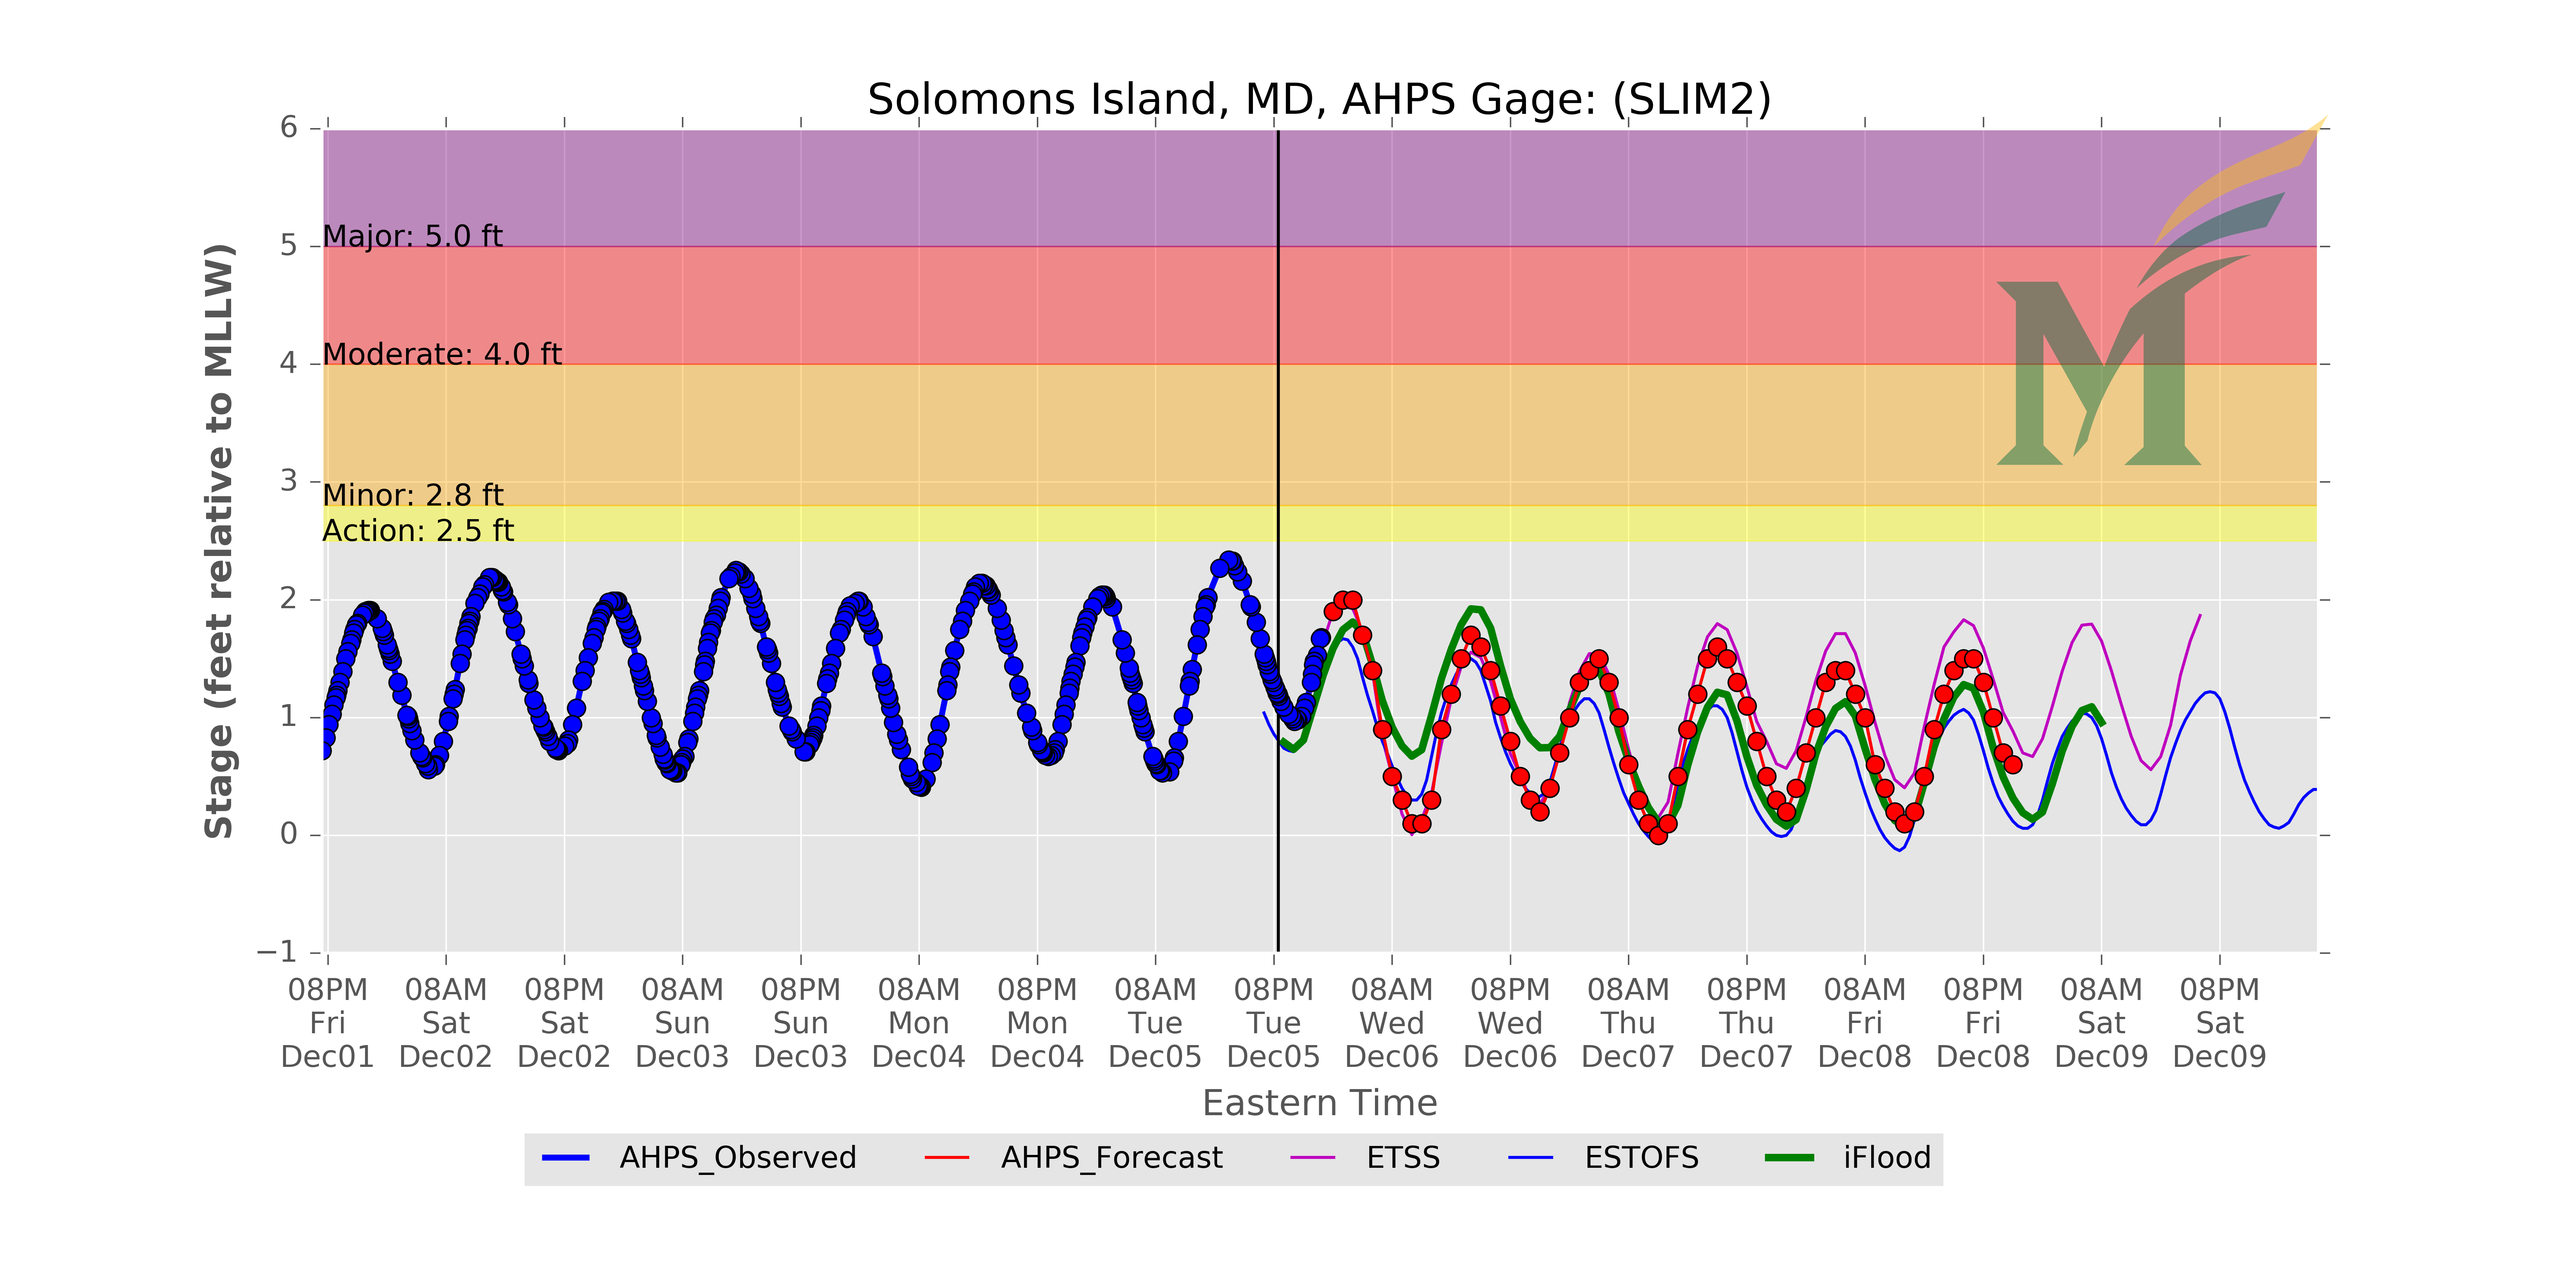 Solomons Island, MD, AHPS Gage: (SLIM2)
6
5
4
3
2
1
0
−1
Stage (feet relative to MLLW)
Major: 5.0 ft
Moderate: 4.0 ft
Minor: 2.8 ft
Action: 2.5 ft
M
08PM 08AM 08PM 08AM 08PM 08AM 08PM 08AM 08PM 08AM 08PM 08AM 08PM 08AM 08PM 08AM 08PM
Fri Sat Sat Sun Sun Mon Mon Tue Tue Wed Wed Thu Thu Fri Fri Sat Sat
Dec01 Dec02 Dec02 Dec03 Dec03 Dec04 Dec04 Dec05 Dec05 Dec06 Dec06 Dec07 Dec07 Dec08 Dec08 Dec09 Dec09
Eastern Time
AHPS_Observed AHPS_Forecast ETSS ESTOFS iFlood